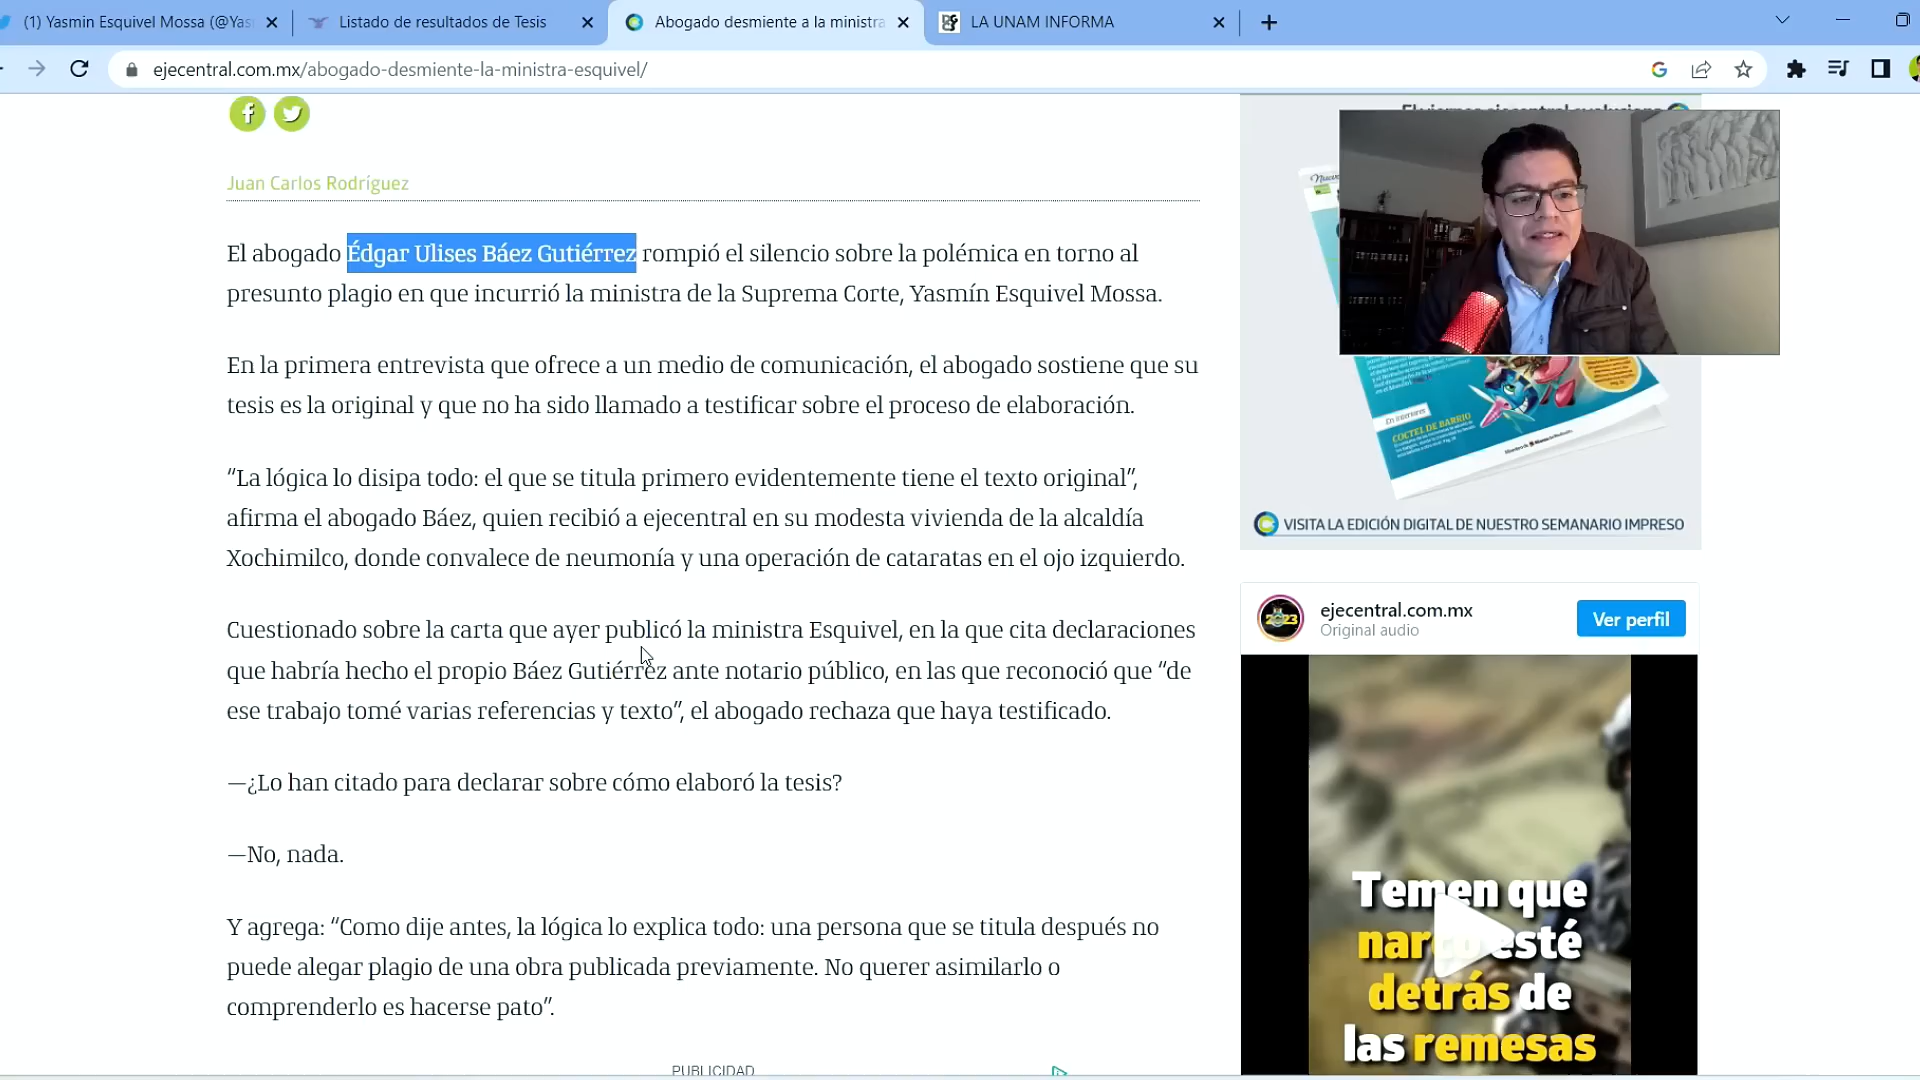 (1) Yasmin Esquivel Mossa (@Yas
Listado de resultados de Tesis
Abogado desmiente a la ministra
LA UNAM INFORMA
ejecentral.com.mx/abogado-desmiente-la-ministra-esquivel/
Juan Carlos Rodríguez
El abogado Édgar Ulises Báez Gutiérrez rompió el silencio sobre la polémica en torno al
presunto plagio en que incurrió la ministra de la Suprema Corte, Yasmín Esquivel Mossa.
En la primera entrevista que ofrece a un medio de comunicación, el abogado sostiene que su
tesis es la original y que no ha sido llamado a testificar sobre el proceso de elaboración.
“La lógica lo disipa todo: el que se titula primero evidentemente tiene el texto original”,
afirma el abogado Báez, quien recibió a ejecentral en su modesta vivienda de la alcaldía
Xochimilco, donde convalece de neumonía y una operación de cataratas en el ojo izquierdo.
Cuestionado sobre la carta que ayer publicó la ministra Esquivel, en la que cita declaraciones
que habría hecho el propio Báez Gutiérrez ante notario público, en las que reconoció que “de
ese trabajo tomé varias referencias y texto”, el abogado rechaza que haya testificado.
—¿Lo han citado para declarar sobre cómo elaboró la tesis?
—No, nada.
Y agrega: “Como dije antes, la lógica lo explica todo: una persona que se titula después no
puede alegar plagio de una obra publicada previamente. No querer asimilarlo o
comprenderlo es hacerse pato”.
PUBLICIDAD
COCTEL DE BARRIO
VISITA LA EDICIÓN DIGITAL DE NUESTRO SEMANARIO IMPRESO
2023
ejecentral.com.mx
Original audio
Ver perfil
Temen que
narco esté
detrás de
las remesas